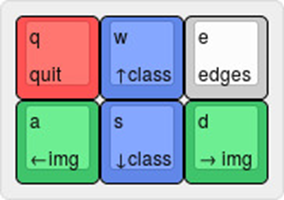 q w e
quit ↑class edges
a s d
←img ↓class → img